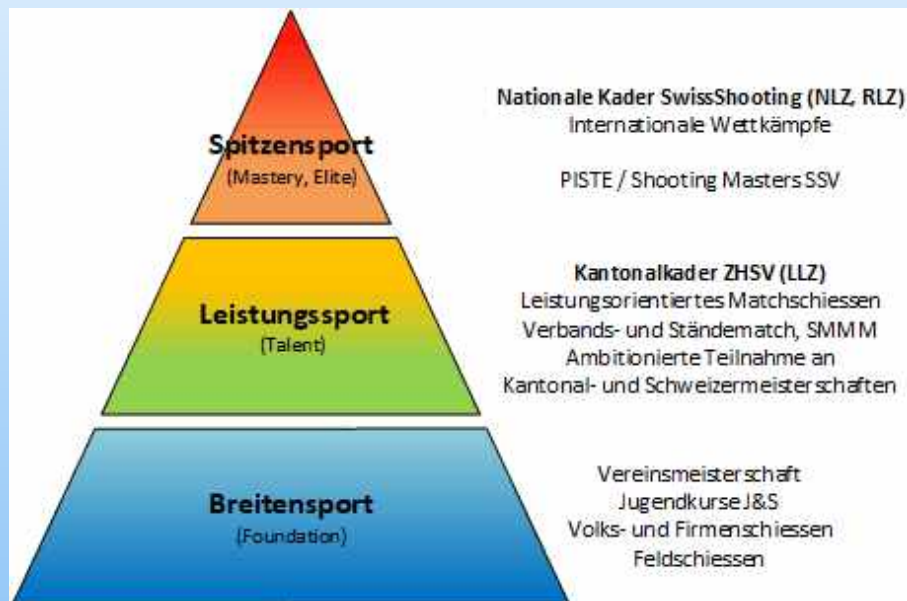 Spitzensport
(Mastery, Elite)
Nationale Kader SwissShooting (NLZ, RLZ)
Internationale Wettkämpfe
PISTE / Shooting Masters SSV
Leistungssport
(Talent)
Kantonalkader ZHSV (LLZ)
Leistungsorientiertes Matchschiessen
Verbands- und Ständematch, SMMM
Ambitionierte Teilnahme an
Kantonal- und Schweizermeisterschaften
Breitensport
(Foundation)
Vereinsmeisterschaft
Jugendkurse J&S
Volks- und Firmenschiessen
Feldschiessen